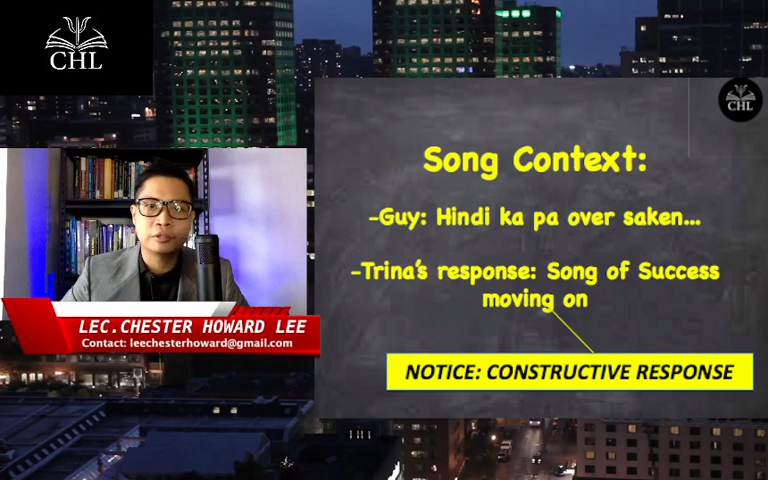 CHL
CHL
Song Context:
-Guy: Hindi ka pa over saken...
-Trina's response: Song of Success
moving on
NOTICE: CONSTRUCTIVE RESPONSE
LEC.CHESTER HOWARD LEE
Contact: leechesterhoward@gmail.com